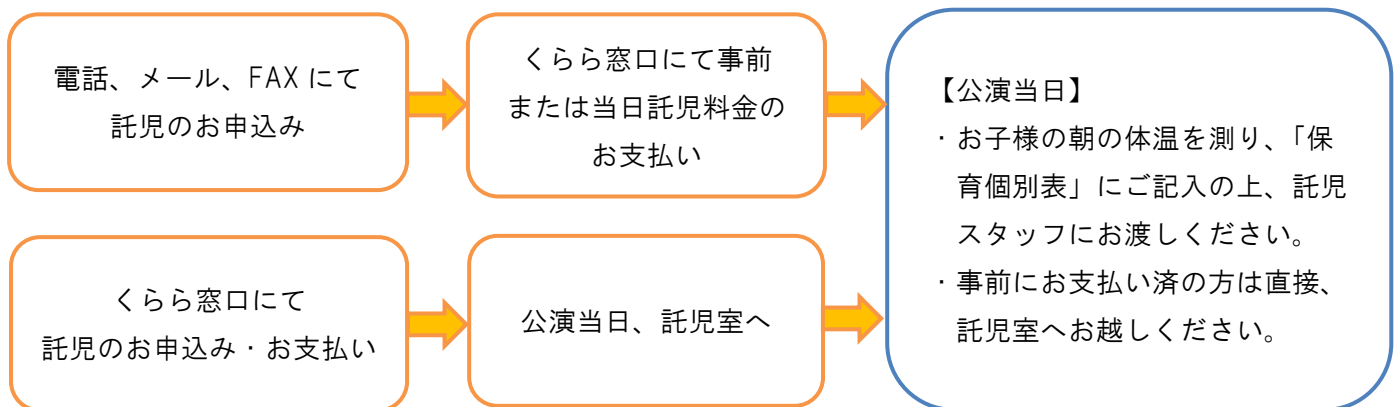 電話、メール、FAX にて
託児のお申込み
くらら窓口にて事前
または当日託児料金の
お支払い
【公演当日】
・お子様の朝の体温を測り、「保
育個別表」にご記入の上、託児
スタッフにお渡しください。
・事前にお支払い済の方は直接、
託児室へお越しください。
くらら窓口にて
託児のお申込み・お支払い
公演当日、託児室へ